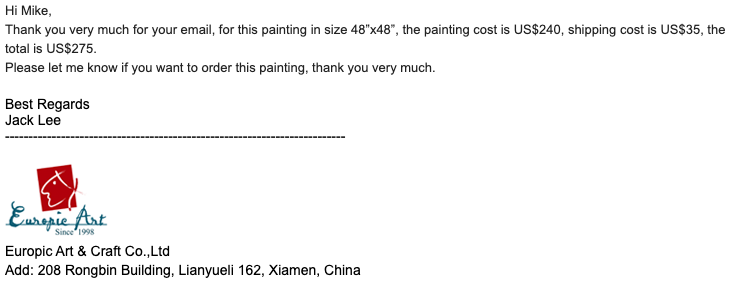 Hi Mike,
Thank you very much for your email, for this painting in size 48”x48”, the painting cost is US$240, shipping cost is US$35, the
total is US$275.
Please let me know if you want to order this painting, thank you very much.
Best Regards
Jack Lee
--------------------------------------------------------------------------
Europic Art
Since 1998
Europic Art & Craft Co.,Ltd
Add: 208 Rongbin Building, Lianyueli 162, Xiamen, China